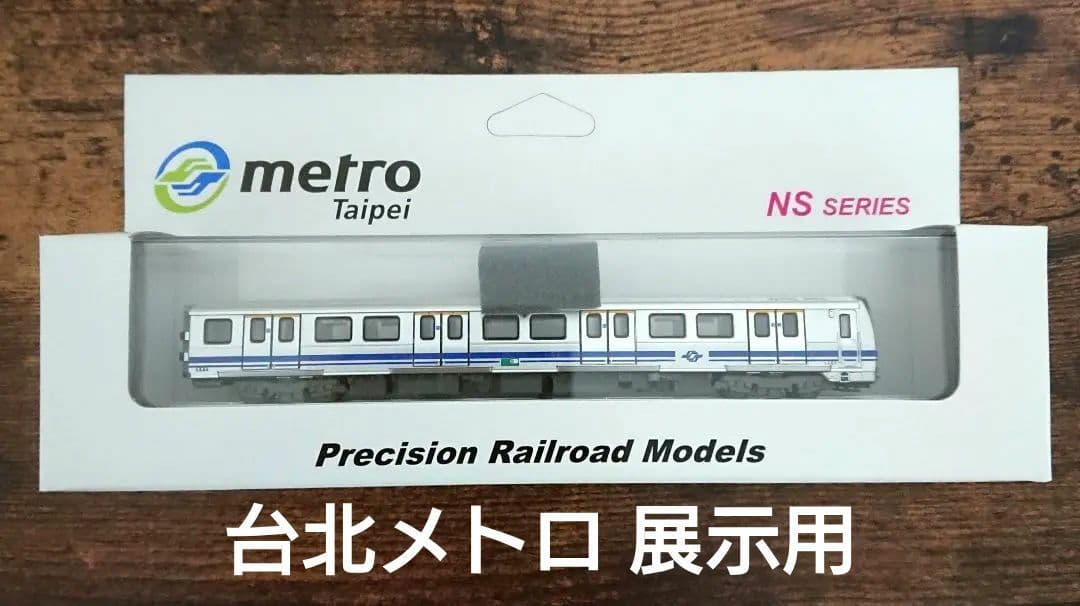 metro
Taipei
NS SERIES
Precision Railroad Models
台北メトロ 展示用